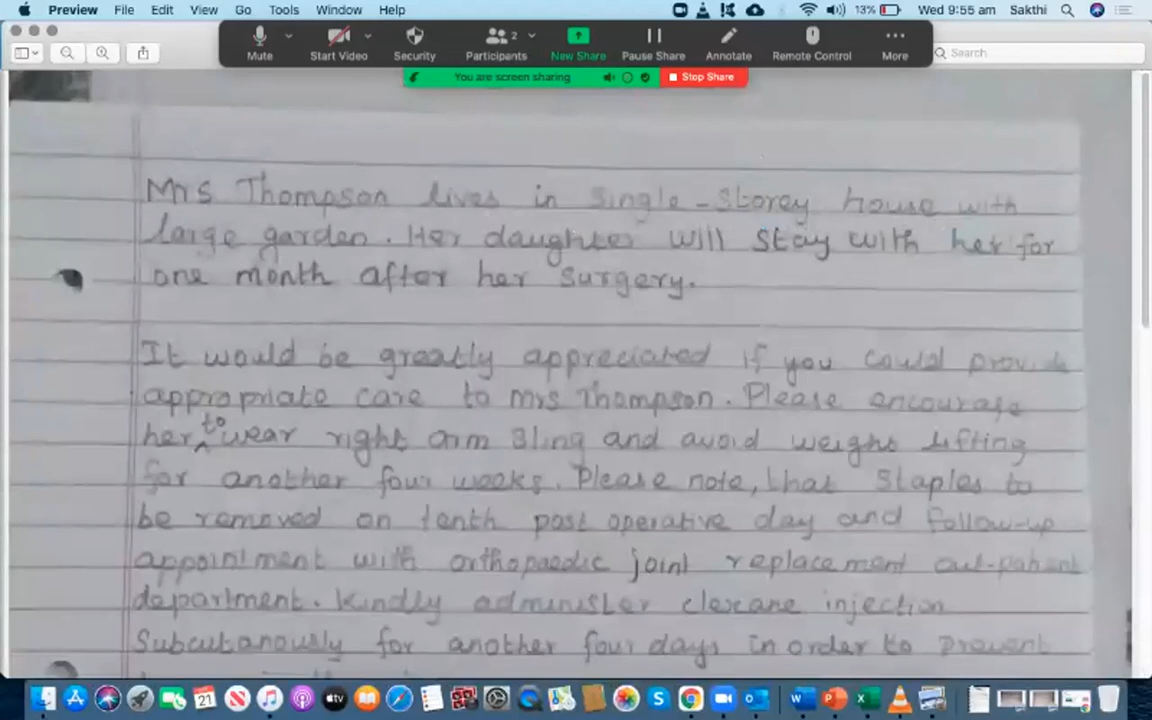 Preview File Edit View Go Tools Window Help 13% Wed 9:55 am Sakthi
Mute Start Video Security Participants 2 New Share Pause Share Annotate Remote Control More Search
You are screen sharing Stop Share
Mrs Thompson lives in single-storey house with
large garden. Her daughter will stay with her for
one month after her surgery.
It would be greatly appreciated if you could provide
appropriate care to mrs Thompson. Please encourage
her to wear right arm sling and avoid weight lifting
for another four weeks. Please note, that staples to
be removed on tenth post operative day and follow-up
appointment with orthopaedic joint replacement out-patient
department. Kindly administer clexane injection
Subcutanously for another four days in order to prevent
21 tv